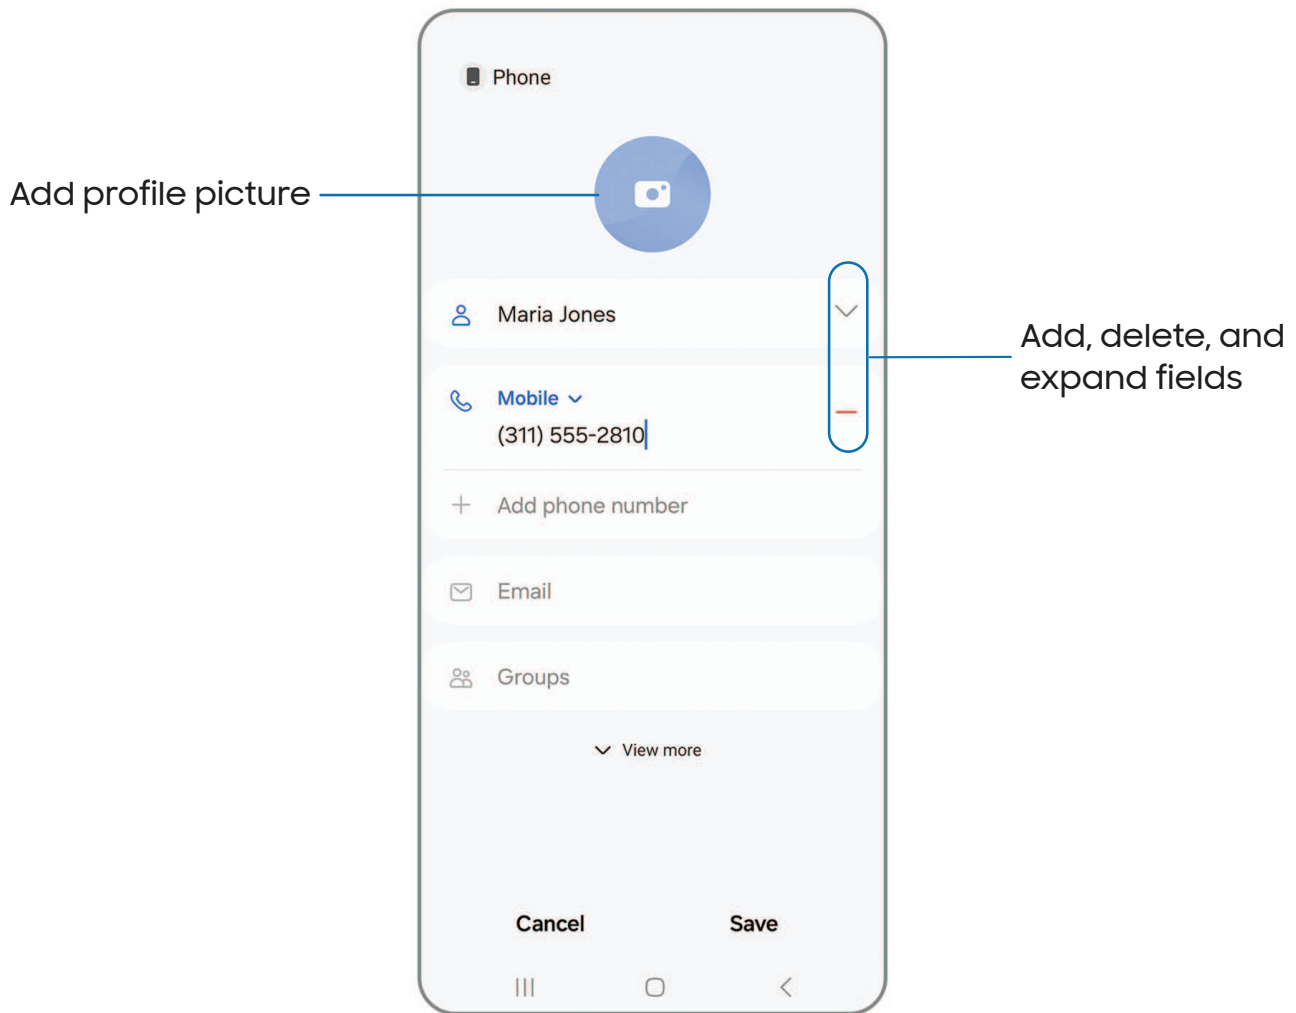 Phone
Add profile picture
Maria Jones
Add, delete, and
expand fields
Mobile
(311) 555-2810
Add phone number
Email
Groups
View more
Cancel
Save